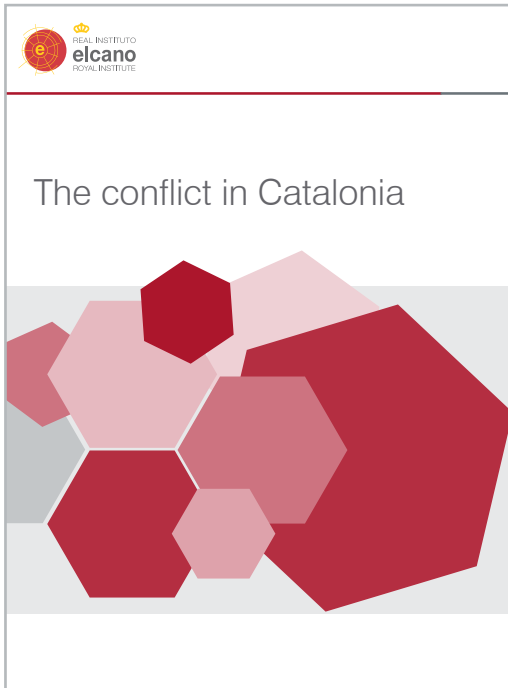 REAL INSTITUTO
e
elcano
ROYAL INSTITUTE
The conflict in Catalonia